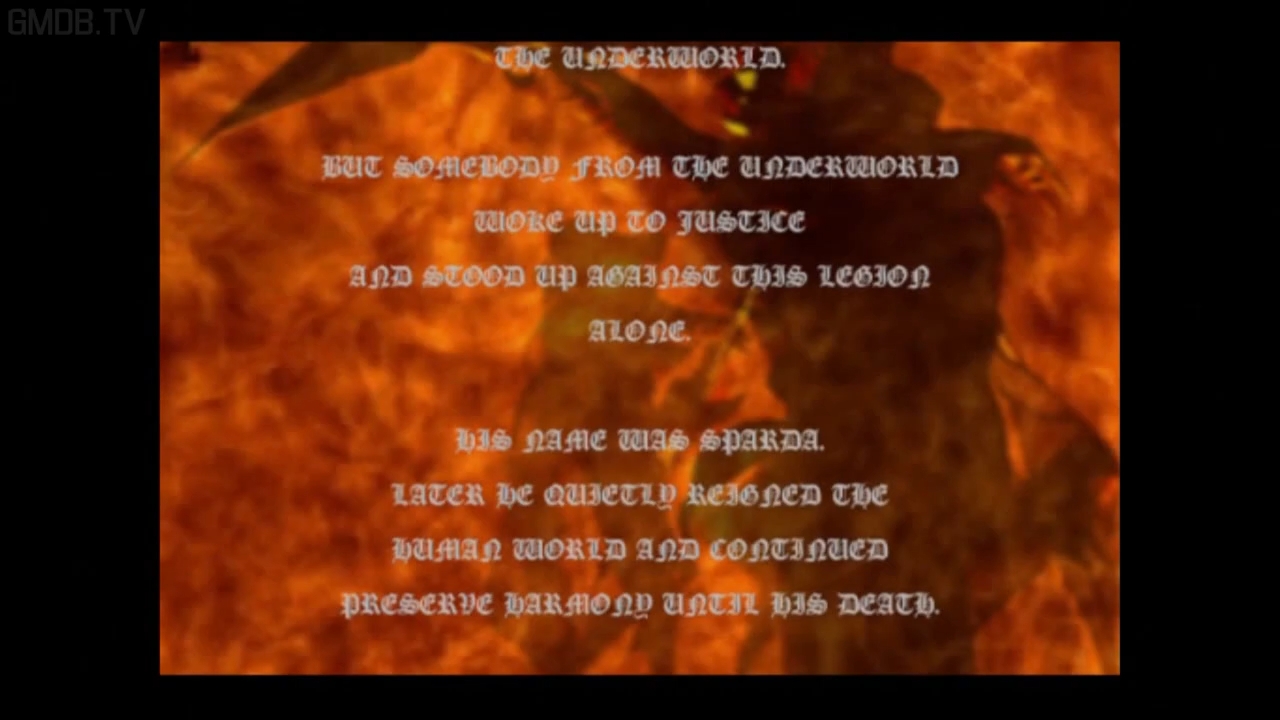 GMDB.TV
THE UNDERWORLD.
BUT SOMEBODY FROM THE UNDERWORLD
WOKE UP TO JUSTICE
AND STOOD UP AGAINST THIS LEGION
ALONE.
HIS NAME WAS SPARDA.
LATER HE QUIETLY REIGNED THE
HUMAN WORLD AND CONTINUED
PRESERVE HARMONY UNTIL HIS DEATH.